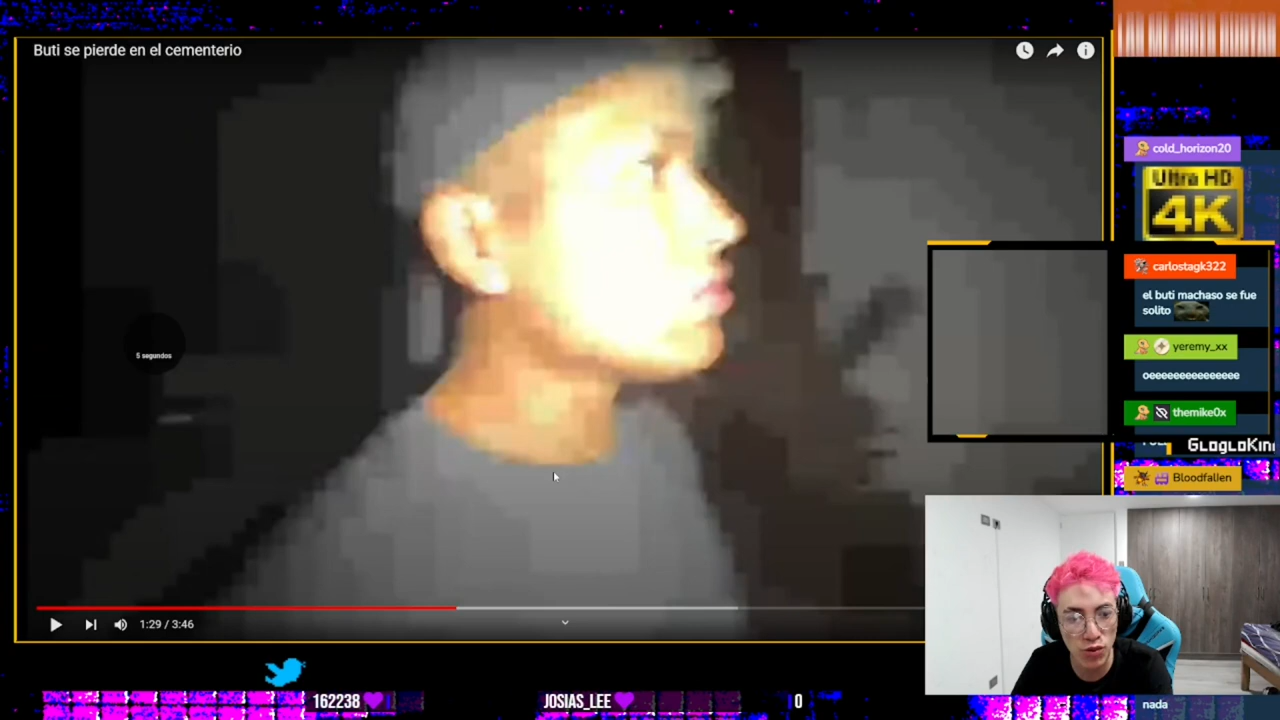 Buti se pierde en el cementerio
cold_horizon20
Ultra HD
4K
carlostagk322
el buti machaso se fue
solito
yeremy_xx
oeeeeeeeeeeeeeee
5 segundos
themike0x
GLOGLOKIN
Bloodfallen
1:29 / 3:46
162238
JOSIAS_LEE
0
nada